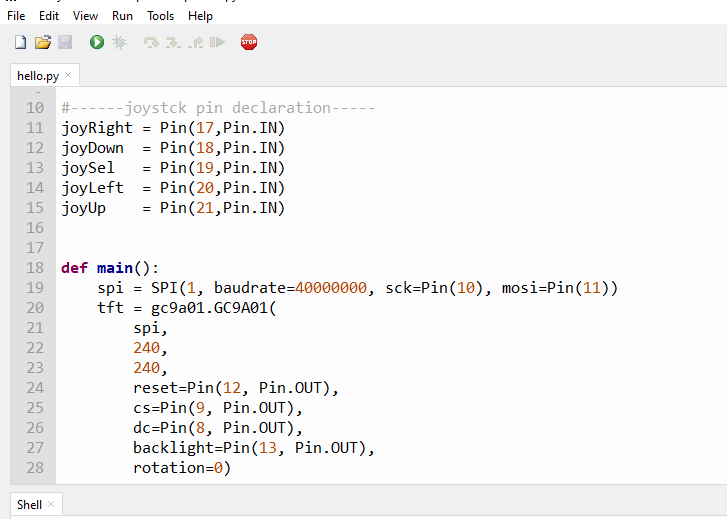 File Edit View Run Tools Help
STOP
hello.py ×
10 #------joystck pin declaration-----
11 joyRight = Pin(17,Pin.IN)
12 joyDown  = Pin(18,Pin.IN)
13 joySel   = Pin(19,Pin.IN)
14 joyLeft  = Pin(20,Pin.IN)
15 joyUp    = Pin(21,Pin.IN)
16
17
18 def main():
19     spi = SPI(1, baudrate=40000000, sck=Pin(10), mosi=Pin(11))
20     tft = gc9a01.GC9A01(
21         spi,
22         240,
23         240,
24         reset=Pin(12, Pin.OUT),
25         cs=Pin(9, Pin.OUT),
26         dc=Pin(8, Pin.OUT),
27         backlight=Pin(13, Pin.OUT),
28         rotation=0)
Shell ×